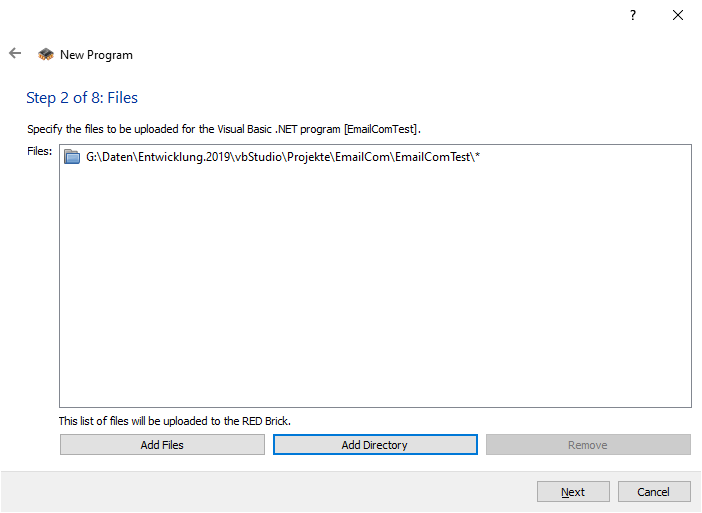 ?
New Program
Step 2 of 8: Files
Specify the files to be uploaded for the Visual Basic .NET program [EmailComTest].
Files:
G:\Daten\Entwicklung.2019\vbStudio\Projekte\EmailCom\EmailComTest\*
This list of files will be uploaded to the RED Brick.
Add Files
Add Directory
Remove
Next
Cancel